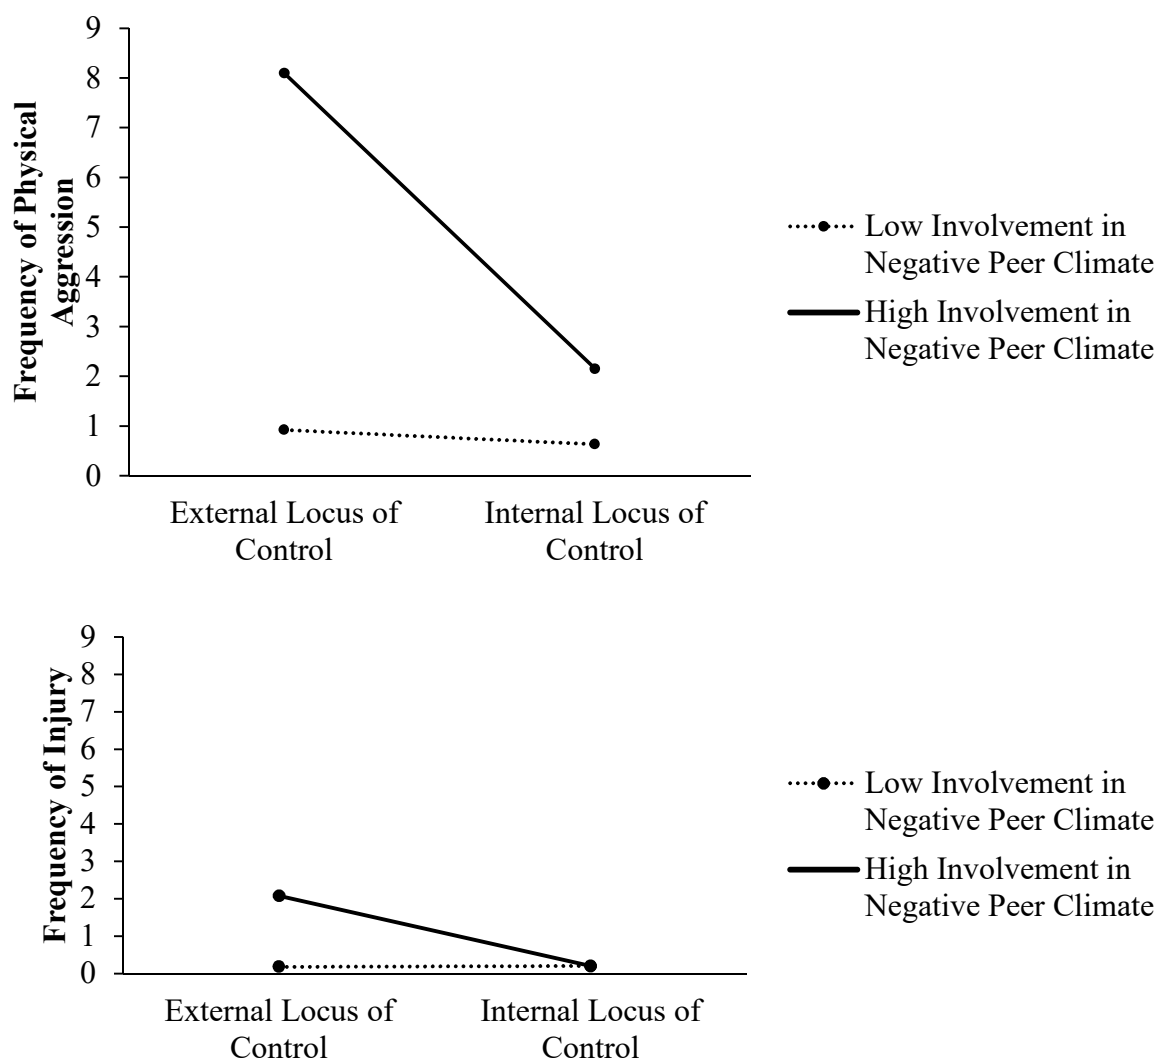 9
8
7
6
5
4
3
2
1
0
Frequency of Physical
Aggression
External Locus of
Control
Internal Locus of
Control
Low Involvement in
Negative Peer Climate
High Involvement in
Negative Peer Climate
9
8
7
6
5
4
3
2
1
0
Frequency of Injury
External Locus of
Control
Internal Locus of
Control
Low Involvement in
Negative Peer Climate
High Involvement in
Negative Peer Climate